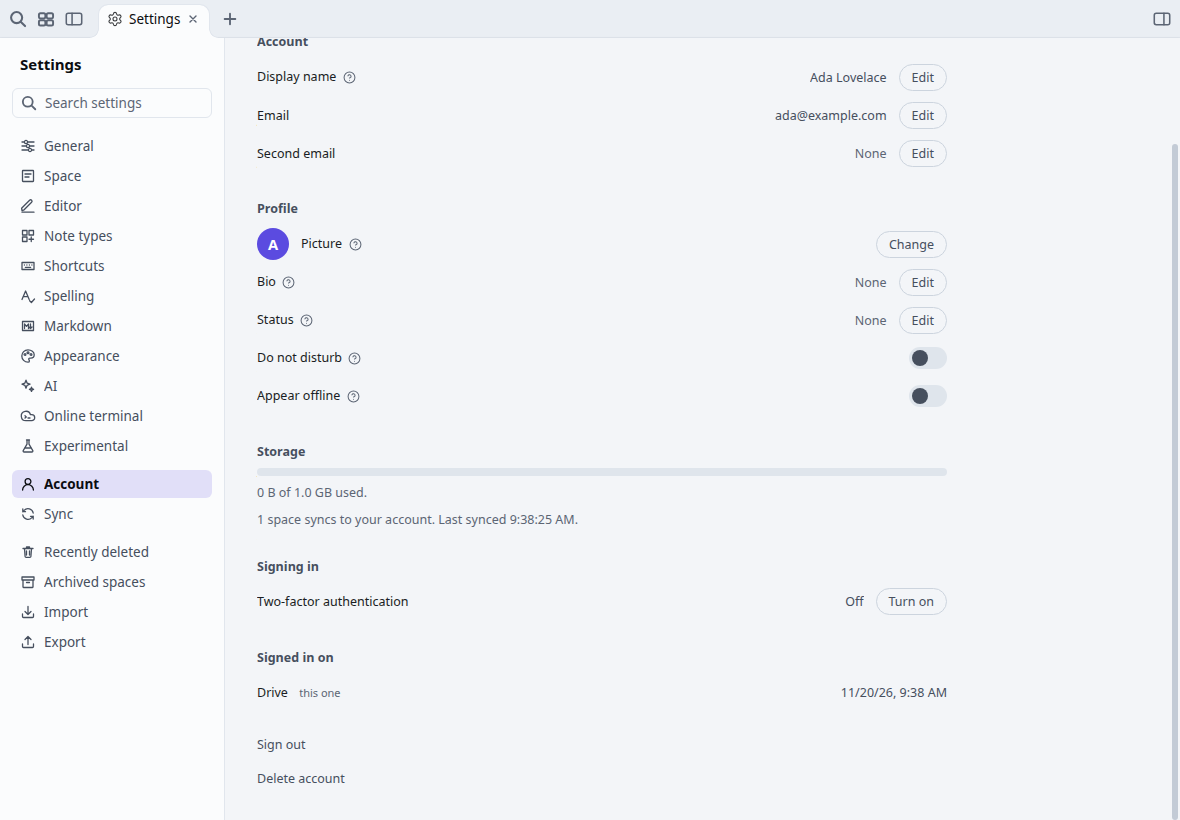 Settings
Settings
Search settings
General
Space
Editor
Note types
Shortcuts
Spelling
Markdown
Appearance
AI
Online terminal
Experimental
Account
Sync
Recently deleted
Archived spaces
Import
Export
Account
Display name Ada Lovelace Edit
Email ada@example.com Edit
Second email None Edit
Profile
A Picture Change
Bio None Edit
Status None Edit
Do not disturb
Appear offline
Storage
0 B of 1.0 GB used.
1 space syncs to your account. Last synced 9:38:25 AM.
Signing in
Two-factor authentication Off Turn on
Signed in on
Drive this one 11/20/26, 9:38 AM
Sign out
Delete account